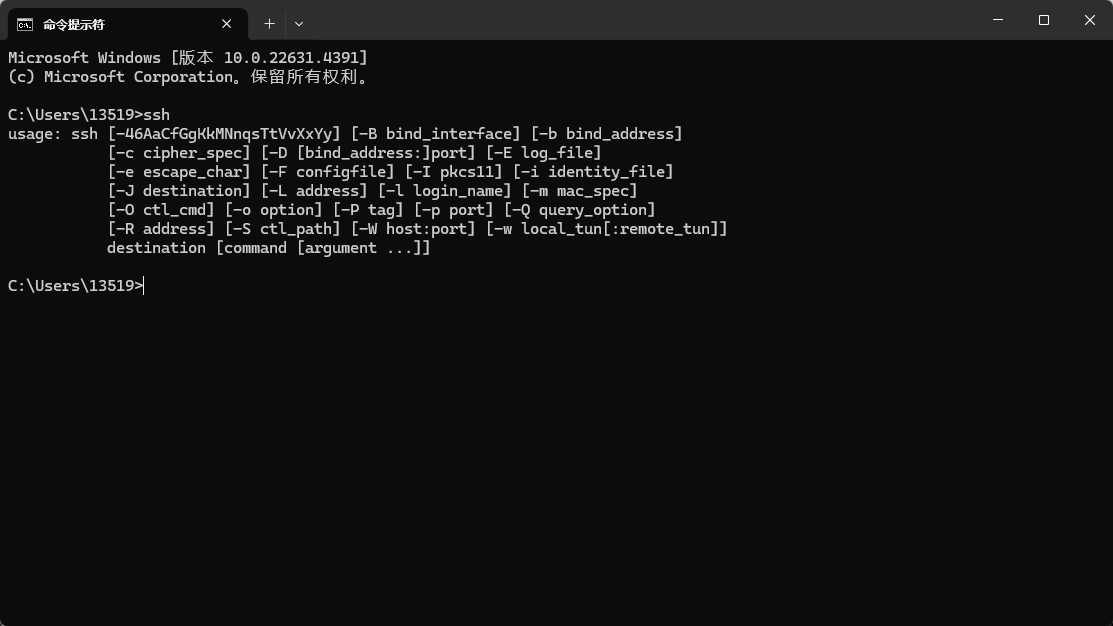 命令提示符
Microsoft Windows [版本 10.0.22631.4391]
(c) Microsoft Corporation。保留所有权利。
C:\Users\13519>ssh
usage: ssh [-46AaCfGgKkMNnqsTtVvXxYy] [-B bind_interface] [-b bind_address]
           [-c cipher_spec] [-D [bind_address:]port] [-E log_file]
           [-e escape_char] [-F configfile] [-I pkcs11] [-i identity_file]
           [-J destination] [-L address] [-l login_name] [-m mac_spec]
           [-O ctl_cmd] [-o option] [-P tag] [-p port] [-Q query_option]
           [-R address] [-S ctl_path] [-W host:port] [-w local_tun[:remote_tun]]
           destination [command [argument ...]]
C:\Users\13519>